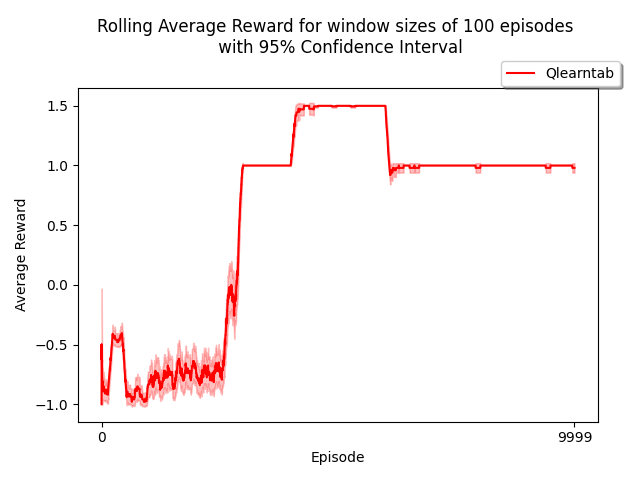 Rolling Average Reward for window sizes of 100 episodes
with 95% Confidence Interval
Qlearntab
1.5
1.0
0.5
0.0
−0.5
−1.0
Average Reward
0
9999
Episode